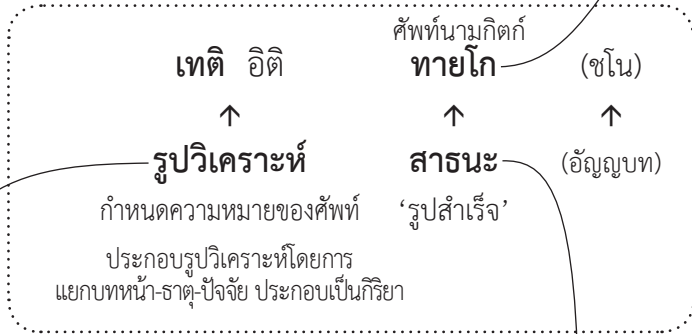 ศัพท์นามกิตก์
เทติ อิติ ทายโก (ชโน)
↑ ↑ ↑
รูปวิเคราะห์ สาธนะ (อัญญบท)
กำหนดความหมายของศัพท์ ‘รูปสำเร็จ’
ประกอบรูปวิเคราะห์โดยการ
แยกบทหน้า-ธาตุ-ปัจจัย ประกอบเป็นกิริยา